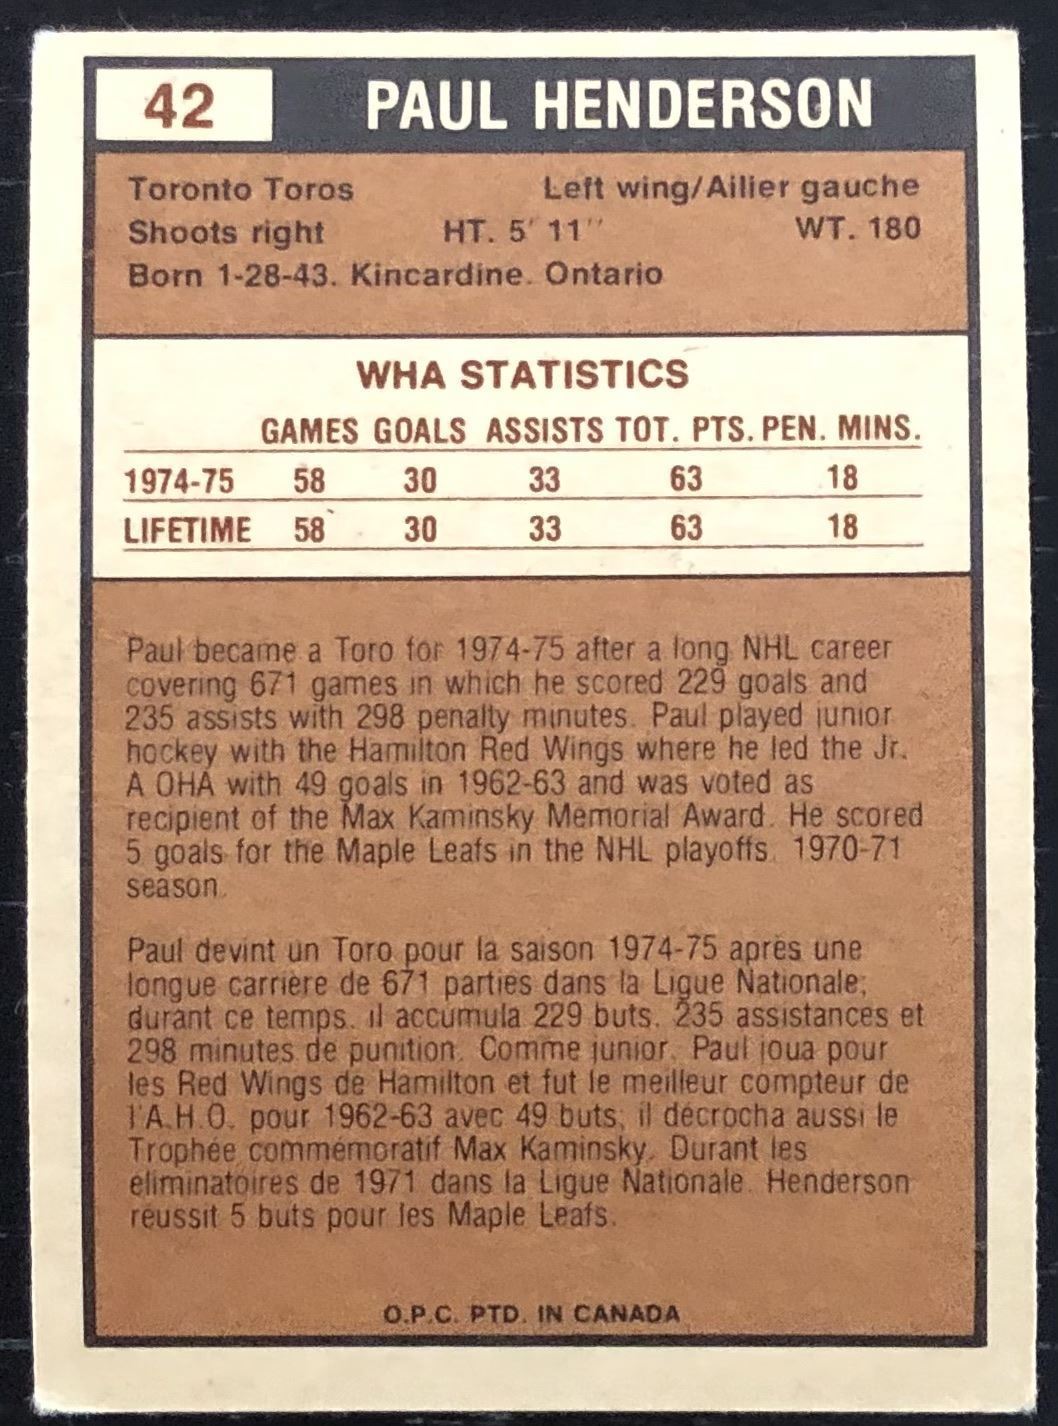 42 PAUL HENDERSON
Toronto Toros Left wing/Ailier gauche
Shoots right HT. 5' 11'' WT. 180
Born 1-28-43. Kincardine. Ontario
WHA STATISTICS
GAMES GOALS ASSISTS TOT. PTS. PEN. MINS.
1974-75 58 30 33 63 18
LIFETIME 58 30 33 63 18
Paul became a Toro for 1974-75 after a long NHL career
covering 671 games in which he scored 229 goals and
235 assists with 298 penalty minutes. Paul played junior
hockey with the Hamilton Red Wings where he led the Jr.
A OHA with 49 goals in 1962-63 and was voted as
recipient of the Max Kaminsky Memorial Award. He scored
5 goals for the Maple Leafs in the NHL playoffs. 1970-71
season.
Paul devint un Toro pour la saison 1974-75 après une
longue carrière de 671 parties dans la Ligue Nationale;
durant ce temps, il accumula 229 buts, 235 assistances et
298 minutes de punition. Comme junior, Paul joua pour
les Red Wings de Hamilton et fut le meilleur compteur de
l'A.H.O. pour 1962-63 avec 49 buts; il décrocha aussi le
Trophée commémoratif Max Kaminsky. Durant les
éliminatoires de 1971 dans la Ligue Nationale. Henderson
réussit 5 buts pour les Maple Leafs.
O.P.C. PTD. IN CANADA